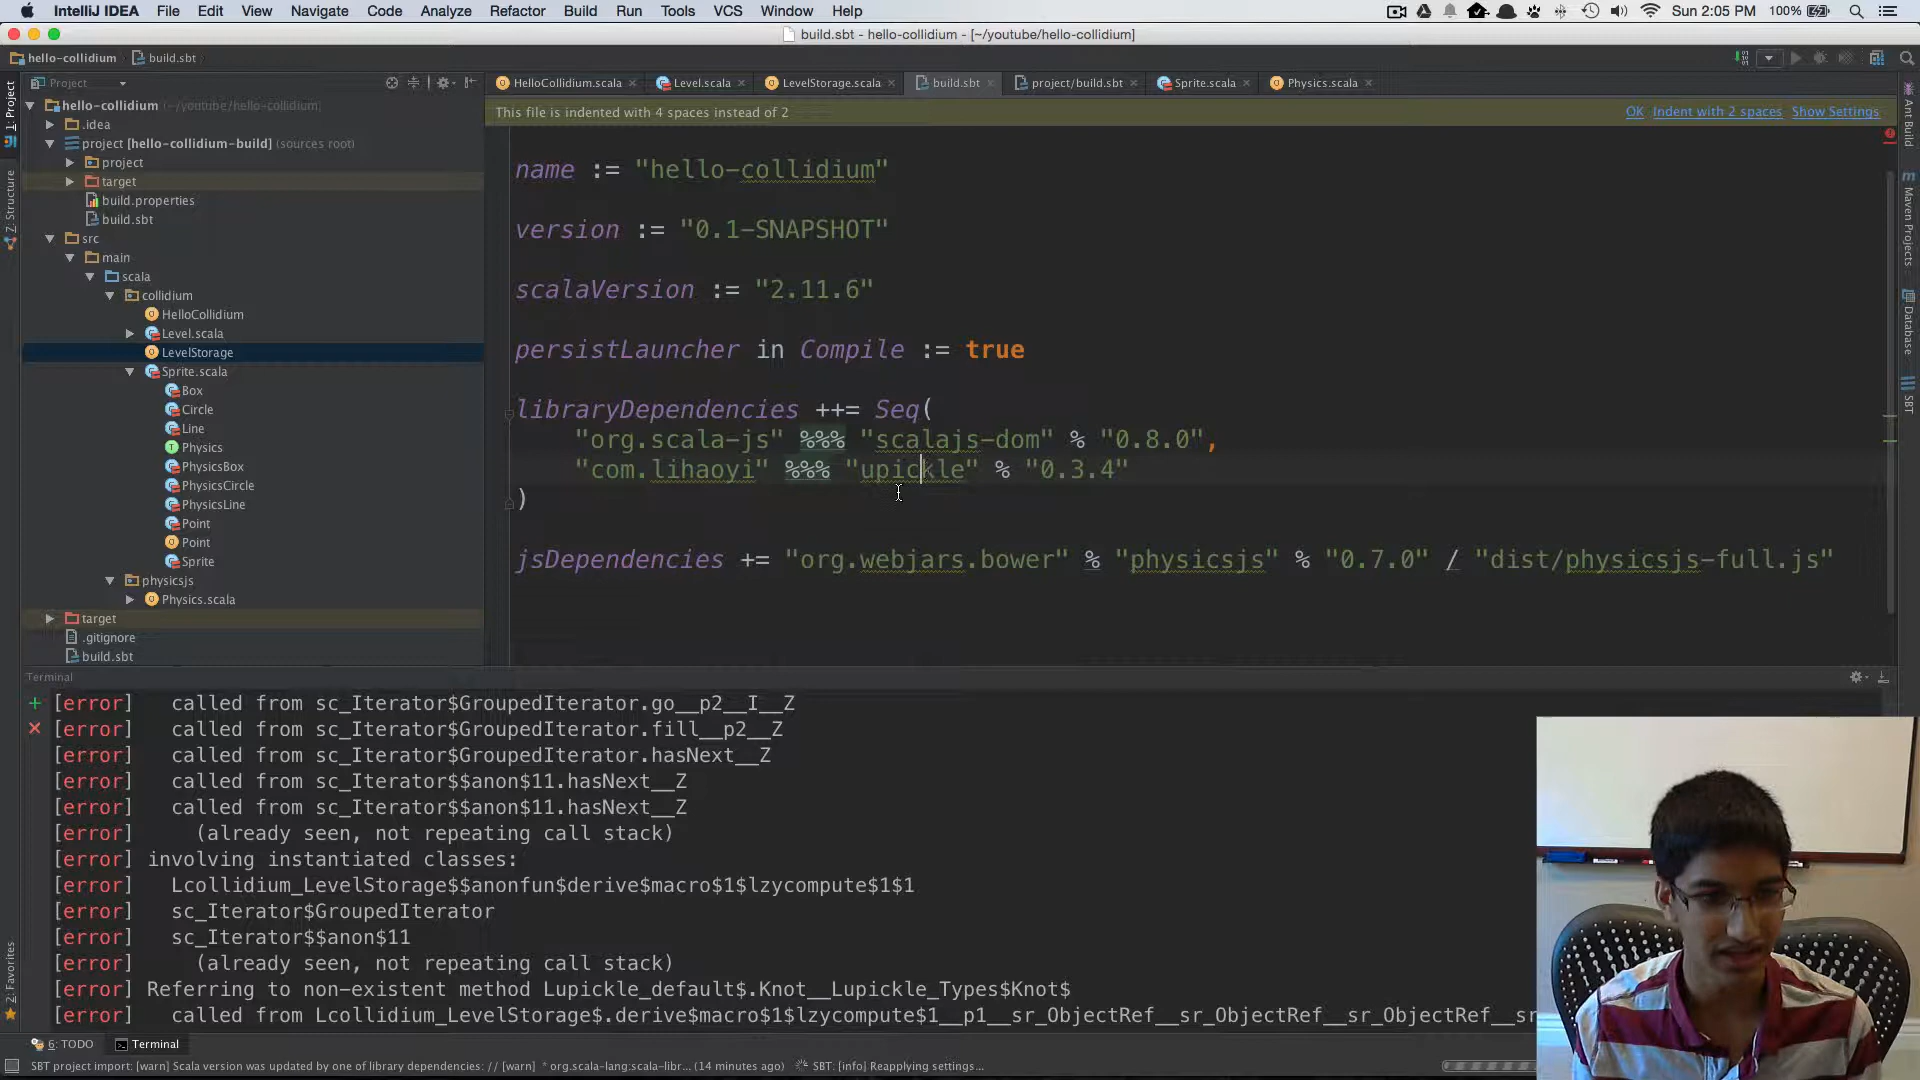 IntelliJ IDEA File Edit View Navigate Code Analyze Refactor Build Run Tools VCS Window Help
100% Sun 2:05 PM
build.sbt - hello-collidium - [~/youtube/hello-collidium]
hello-collidium build.sbt
Project
HelloCollidium.scala Level.scala LevelStorage.scala build.sbt project/build.sbt Sprite.scala Physics.scala
This file is indented with 4 spaces instead of 2
OK Indent with 2 spaces Show Settings
1: Project
Z: Structure
2: Favorites
hello-collidium (~/youtube/hello-collidium)
.idea
project [hello-collidium-build] (sources root)
project
target
build.properties
build.sbt
src
main
scala
collidium
HelloCollidium
Level.scala
LevelStorage
Sprite.scala
Box
Circle
Line
Physics
PhysicsBox
PhysicsCircle
PhysicsLine
Point
Point
Sprite
physicsjs
Physics.scala
target
.gitignore
build.sbt
name := "hello-collidium"
version := "0.1-SNAPSHOT"
scalaVersion := "2.11.6"
persistLauncher in Compile := true
libraryDependencies ++= Seq(
"org.scala-js" %%% "scalajs-dom" % "0.8.0",
"com.lihaoyi" %%% "upickle" % "0.3.4"
)
jsDependencies += "org.webjars.bower" % "physicsjs" % "0.7.0" / "dist/physicsjs-full.js"
Ant Build
Maven Projects
Database
SBT
Terminal
[error] called from sc_Iterator$GroupedIterator.go__p2__I__Z
[error] called from sc_Iterator$GroupedIterator.fill__p2__Z
[error] called from sc_Iterator$GroupedIterator.hasNext__Z
[error] called from sc_Iterator$$anon$11.hasNext__Z
[error] called from sc_Iterator$$anon$11.hasNext__Z
[error] (already seen, not repeating call stack)
[error] involving instantiated classes:
[error] Lcollidium_LevelStorage$$anonfun$derive$macro$1$lzycompute$1$1
[error] sc_Iterator$GroupedIterator
[error] sc_Iterator$$anon$11
[error] (already seen, not repeating call stack)
[error] Referring to non-existent method Lupickle_default$.Knot__Lupickle_Types$Knot$
[error] called from Lcollidium_LevelStorage$.derive$macro$1$lzycompute$1__p1__sr_ObjectRef__sr_ObjectRef__sr_ObjectRef__sr
6: TODO Terminal
SBT project import: [warn] Scala version was updated by one of library dependencies: // [warn] * org.scala-lang:scala-libr... (14 minutes ago) SBT: [info] Reapplying settings...